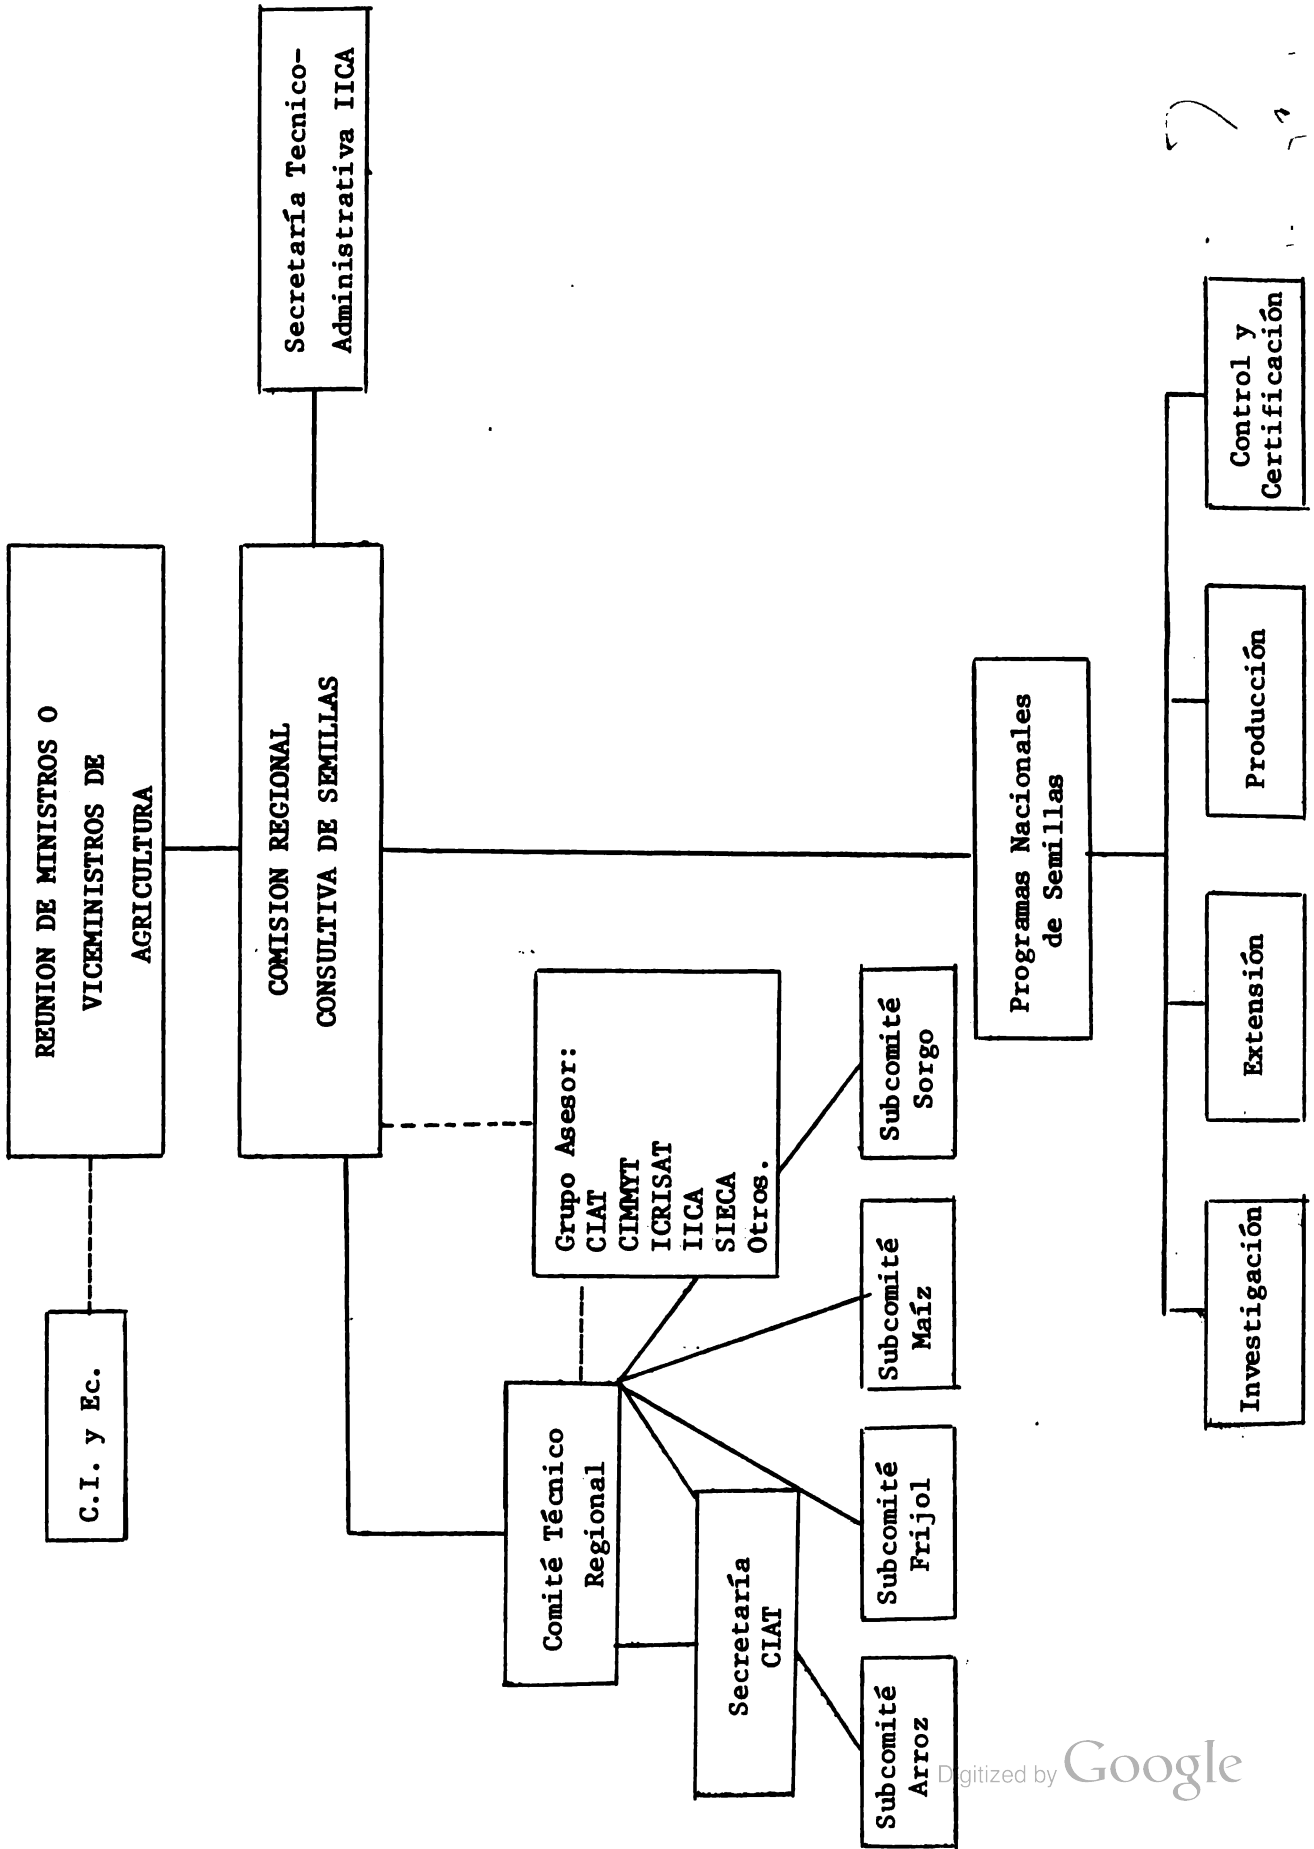 REUNION DE MINISTROS O
VICEMINISTROS DE
AGRICULTURA
C.I. y Ec.
COMISION REGIONAL
CONSULTIVA DE SEMILLAS
Secretaría Tecnico-
Administrativa IICA
Grupo Asesor:
CIAT
CIMMYT
ICRISAT
IICA
SIECA
Otros.
Comité Técnico
Regional
Secretaría
CIAT
Subcomité
Arroz
Subcomité
Frijol
Subcomité
Maíz
Subcomité
Sorgo
Programas Nacionales
de Semillas
Investigación
Extensión
Producción
Control y
Certificación
Digitized by Google